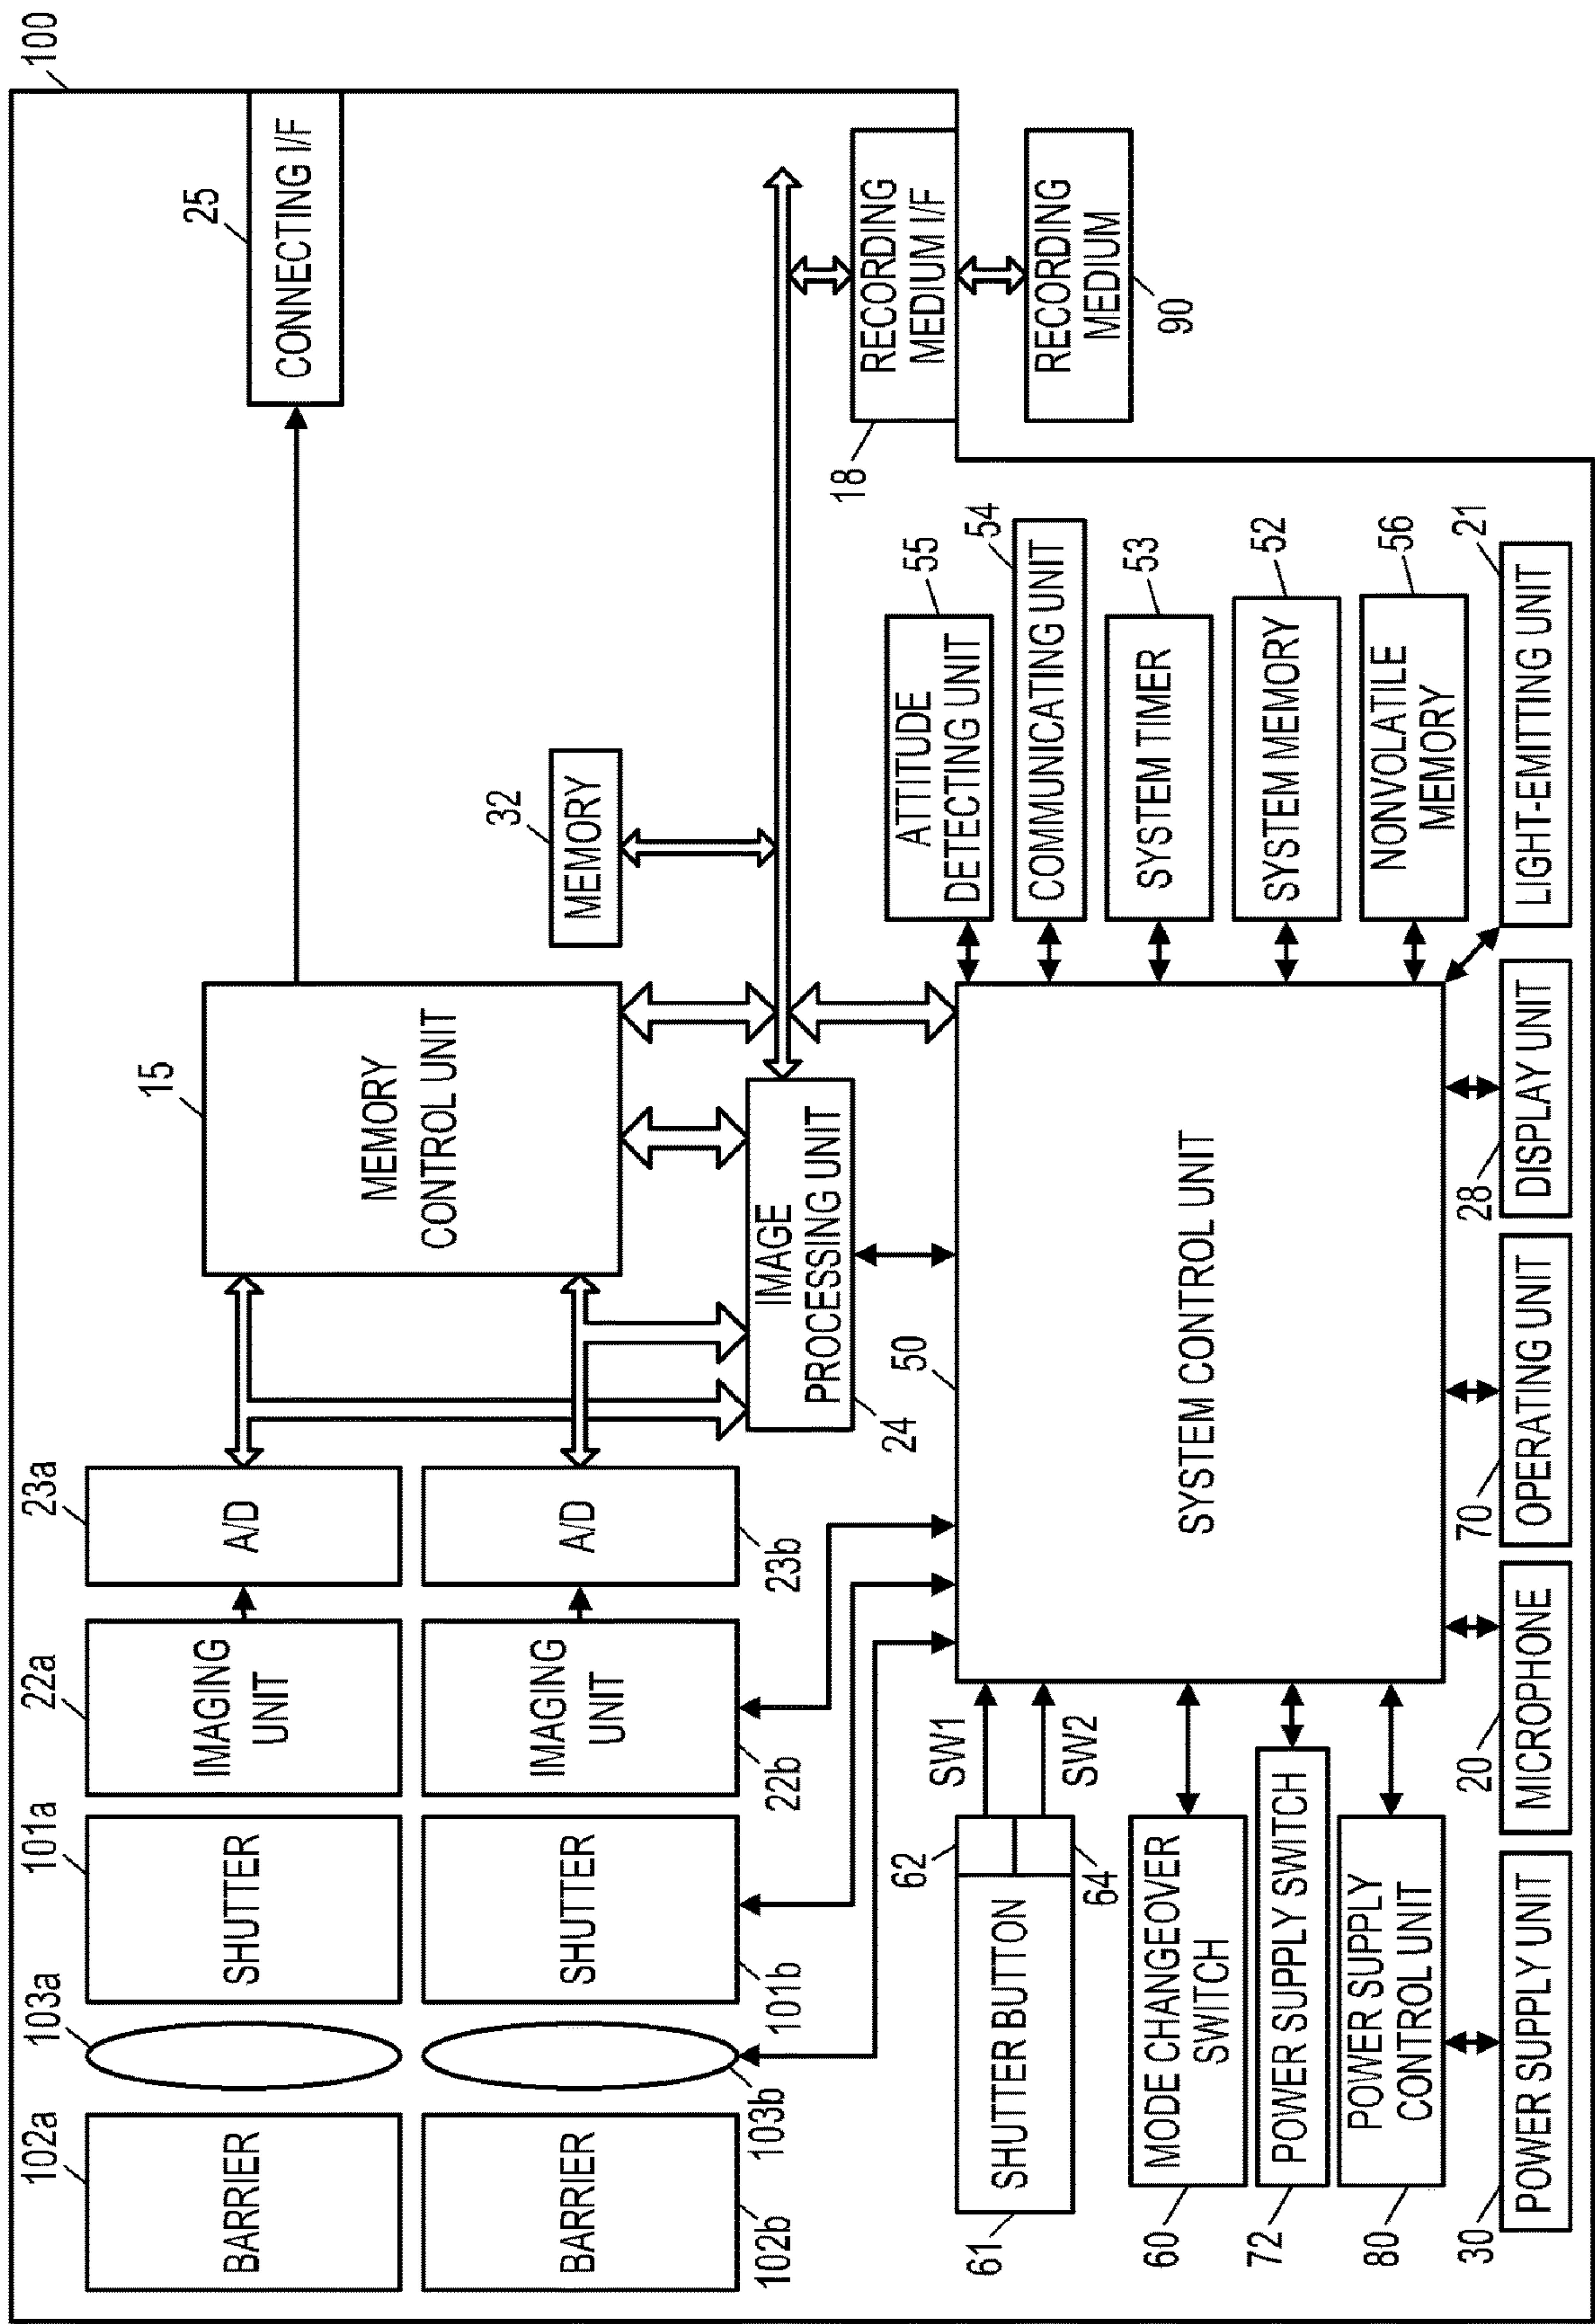 100
102a
103a
101a
22a
23a
15
25
BARRIER
SHUTTER
IMAGING
UNIT
A/D
MEMORY
CONTROL UNIT
CONNECTING I/F
32
MEMORY
BARRIER
SHUTTER
IMAGING
UNIT
A/D
102b
103b
101b
22b
23b
IMAGE
PROCESSING UNIT
24
18
RECORDING
MEDIUM I/F
RECORDING
MEDIUM
90
50
SYSTEM CONTROL UNIT
61
SHUTTER BUTTON
62
64
SW1
SW2
60
MODE CHANGEOVER
SWITCH
72
POWER SUPPLY SWITCH
80
POWER SUPPLY
CONTROL UNIT
55
ATTITUDE
DETECTING UNIT
54
COMMUNICATING UNIT
53
SYSTEM TIMER
52
SYSTEM MEMORY
56
NONVOLATILE
MEMORY
30
POWER SUPPLY UNIT
20
MICROPHONE
70
OPERATING UNIT
28
DISPLAY UNIT
21
LIGHT-EMITTING UNIT